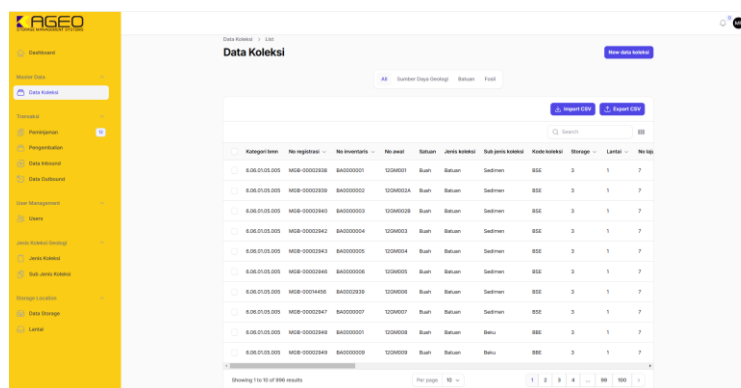 KAGEO
STORAGE MANAGEMENT SYSTEMS
Dashboard
Master Data
Data Koleksi
Transaksi
Peminjaman
Pengembalian
Data Inbound
Data Outbound
User Management
Users
Jenis Koleksi Geologi
Jenis Koleksi
Sub Jenis Koleksi
Storage Location
Data Storage
Lantai
Data Koleksi > List
Data Koleksi
New data koleksi
All Sumber Daya Geologi Batuan Fosil
Import CSV Export CSV
Search
Kategori bmn No registrasi No inventaris No awal Satuan Jenis koleksi Sub jenis koleksi Kode koleksi Storage Lantai No laja
6.06.01.05.005 MGB-00002938 BA0000001 12GM001 Buah Batuan Sedimen BSE 3 1 7
6.06.01.05.005 MGB-00002939 BA0000002 12GM002A Buah Batuan Sedimen BSE 3 1 7
6.06.01.05.005 MGB-00002940 BA0000003 12GM002B Buah Batuan Sedimen BSE 3 1 7
6.06.01.05.005 MGB-00002942 BA0000004 12GM003 Buah Batuan Sedimen BSE 3 1 7
6.06.01.05.005 MGB-00002943 BA0000005 12GM004 Buah Batuan Sedimen BSE 3 1 7
6.06.01.05.005 MGB-00002946 BA0000006 12GM005 Buah Batuan Sedimen BSE 3 1 7
6.06.01.05.005 MGB-00014456 BA0002936 12GM006 Buah Batuan Sedimen BSE 3 1 7
6.06.01.05.005 MGB-00002947 BA0000007 12GM007 Buah Batuan Sedimen BSE 3 1 7
6.06.01.05.005 MGB-00002948 BA0000001 12GM008 Buah Batuan Beku BBE 3 1 7
6.06.01.05.005 MGB-00002949 BA0000009 12GM009 Buah Batuan Beku BBE 3 1 7
Showing 1 to 10 of 996 results Per page 10 1 2 3 4 ... 99 100